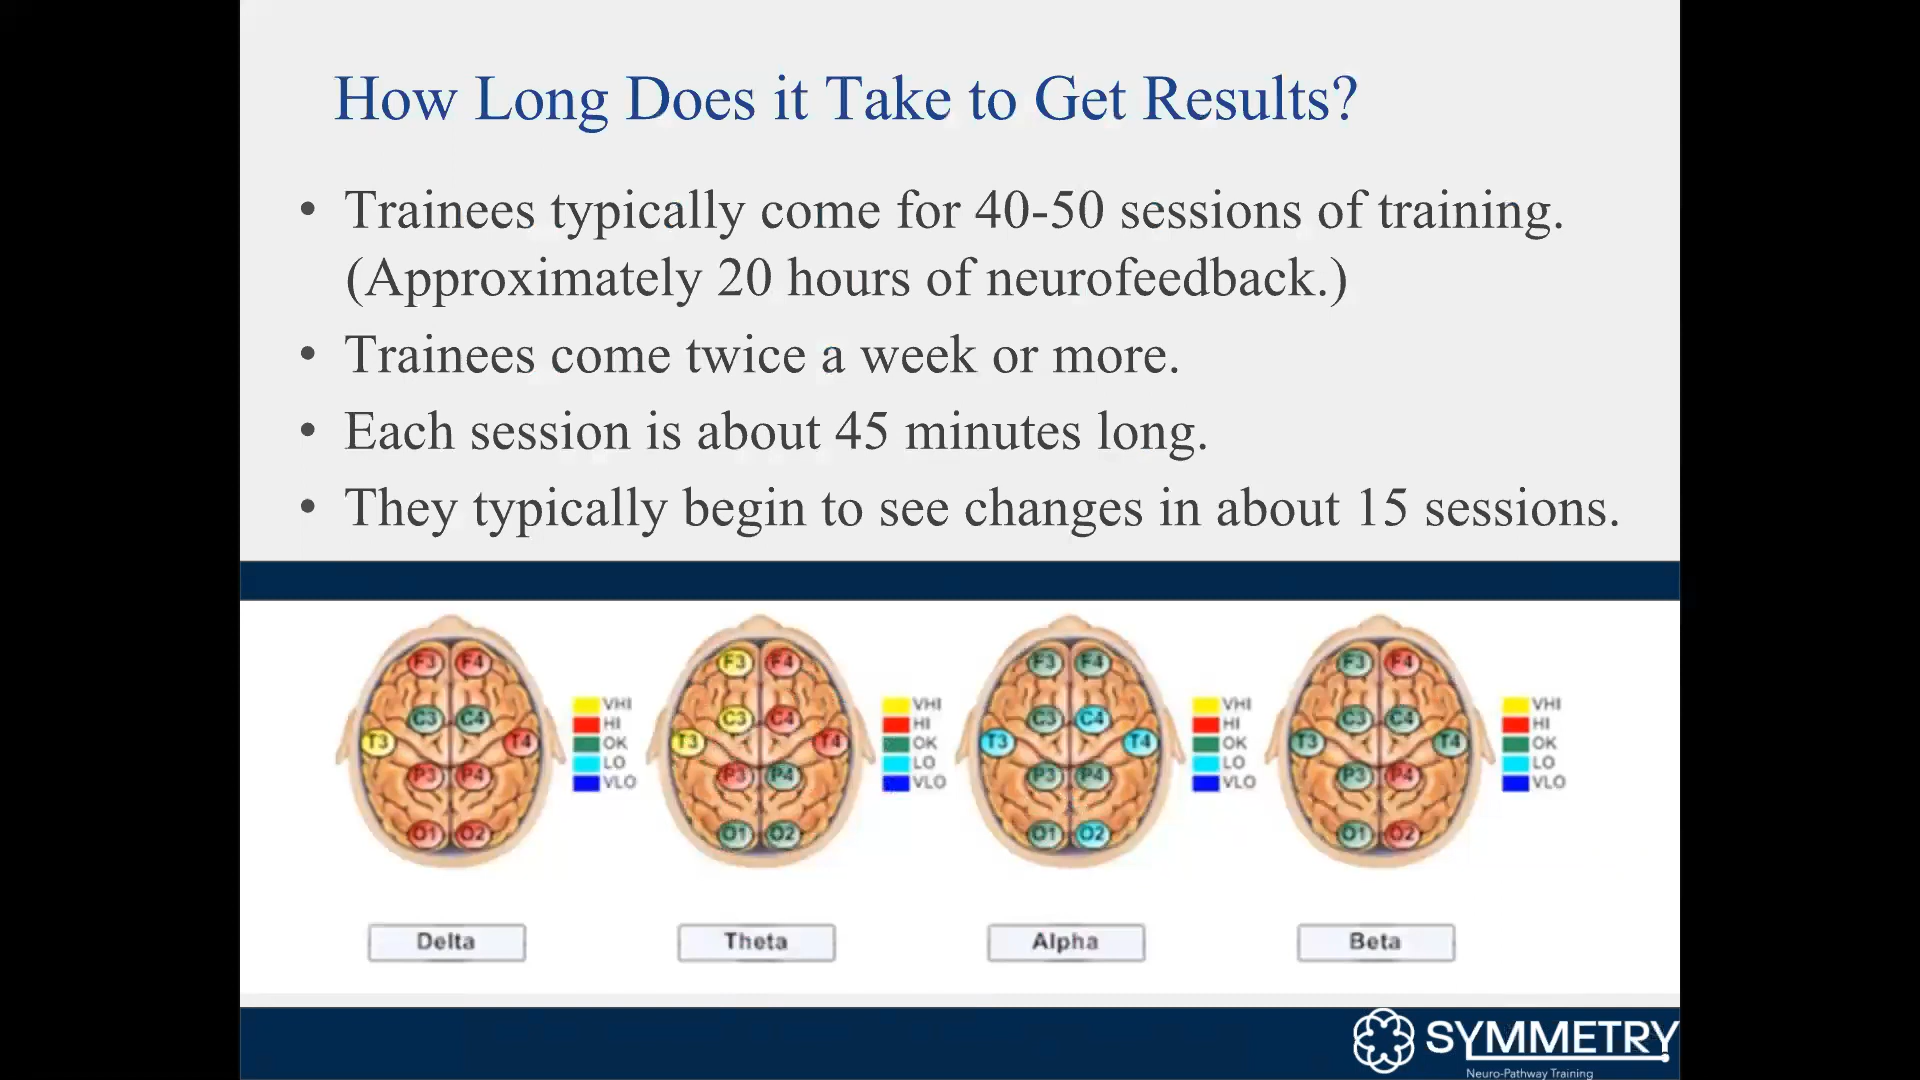 How Long Does it Take to Get Results?
• Trainees typically come for 40-50 sessions of training.
(Approximately 20 hours of neurofeedback.)
• Trainees come twice a week or more.
• Each session is about 45 minutes long.
• They typically begin to see changes in about 15 sessions.
F3 F4
C3 C4
T3 T4
P3 P4
O1 O2
VHI
HI
OK
LO
VLO
Delta
F3 F4
C3 C4
T3 T4
P3 P4
O1 O2
VHI
HI
OK
LO
VLO
Theta
F3 F4
C3 C4
T3 T4
P3 P4
O1 O2
VHI
HI
OK
LO
VLO
Alpha
F3 F4
C3 C4
T3 T4
P3 P4
O1 O2
VHI
HI
OK
LO
VLO
Beta
SYMMETRY
Neuro-Pathway Training